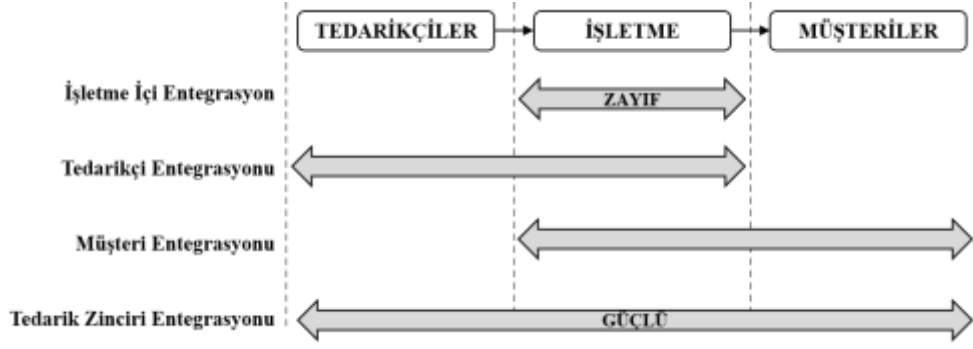 TEDARİKÇİLER
İŞLETME
MÜŞTERİLER
İşletme İçi Entegrasyon
ZAYIF
Tedarikçi Entegrasyonu
Müşteri Entegrasyonu
Tedarik Zinciri Entegrasyonu
GÜÇLÜ